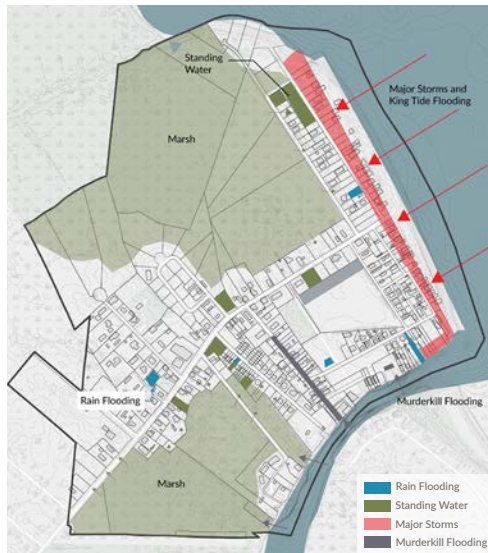 Standing
Water
Major Storms and
King Tide Flooding
Marsh
Rain Flooding
Murderkill Flooding
Marsh
Rain Flooding
Standing Water
Major Storms
Murderkill Flooding